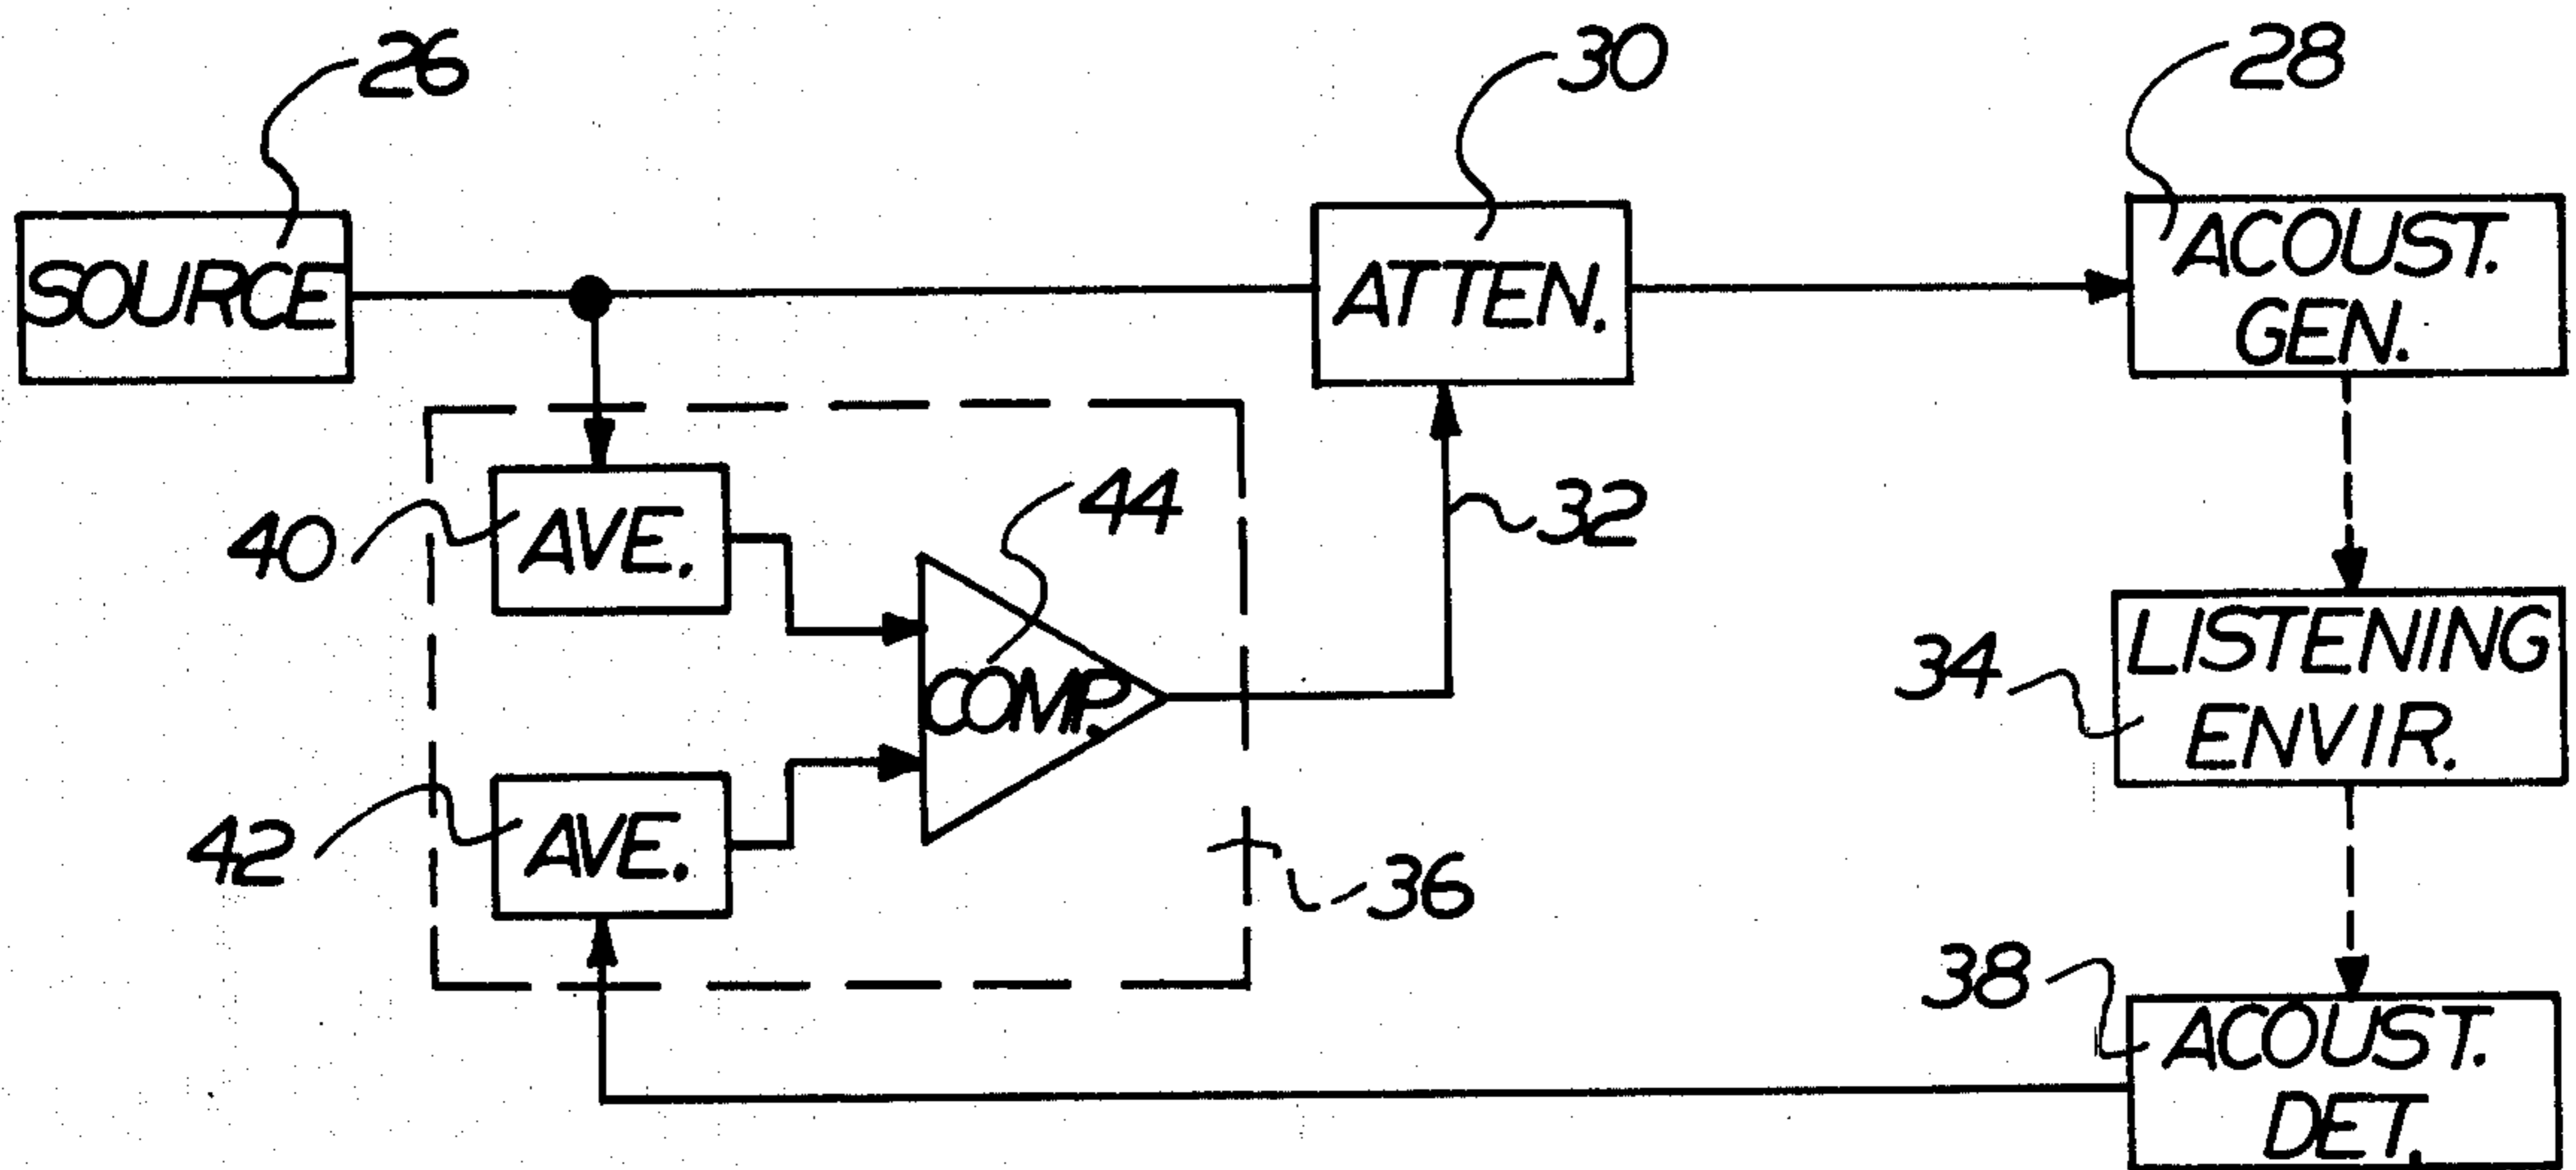 26
30
28
SOURCE
ATTEN.
ACOUST.
GEN.
40
AVE.
44
32
COMP.
34
LISTENING
ENVIR.
42
AVE.
36
38
ACOUST.
DET.